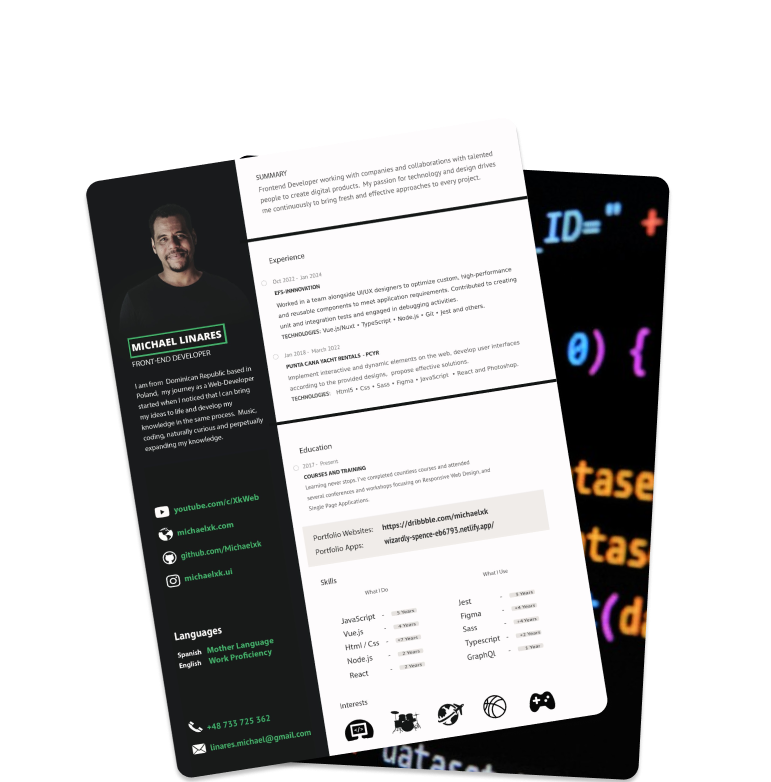 MICHAEL LINARES
FRONT-END DEVELOPER
I am from Dominican Republic based in
Poland, my journey as a Web-Developer
started when I noticed that I can bring
my ideas to life and develop my
knowledge in the same process. Music,
coding, naturally curious and perpetually
expanding my knowledge.
youtube.com/c/XkWeb
michaelxk.com
github.com/Michaelxk
michaelxk.ui
Languages
Spanish Mother Language
English Work Proficiency
+48 733 725 362
linares.michael@gmail.com
SUMMARY
Frontend Developer working with companies and collaborations with talented
people to create digital products. My passion for technology and design drives
me continuously to bring fresh and effective approaches to every project.
Experience
Oct 2022 - Jan 2024
EFS-INNNOVATION
Worked in a team alongside UI/UX designers to optimize custom, high-performance
and reusable components to meet application requirements. Contributed to creating
unit and integration tests and engaged in debugging activities.
TECHNOLOGIES: Vue.js/Nuxt • TypeScript • Node.js • Git • Jest and others.
Jan 2018 - March 2022
PUNTA CANA YACHT RENTALS - PCYR
Implement interactive and dynamic elements on the web, develop user interfaces
according to the provided designs, propose effective solutions.
TECHNOLOGIES: Html5 • Css • Sass • Figma • JavaScript • React and Photoshop.
Education
2017 - Present
COURSES AND TRAINING
Learning never stops. I've completed countless courses and attended
several conferences and workshops focusing on Responsive Web Design, and
Single Page Applications.
Portfolio Websites: https://dribbble.com/michaelxk
Portfolio Apps: wizardly-spence-eb6793.netlify.app/
Skills
What I Do
JavaScript - 5 Years
Vue.js - 4 Years
Html / Css - +7 Years
Node.js - 2 Years
React - 2 Years
What I Use
Jest - 3 Years
Figma - +4 Years
Sass - +4 Years
Typescript - +2 Years
GraphQl - 1 Year
Interests
_ID=" +
0) {
tase
tas
(da
dataset